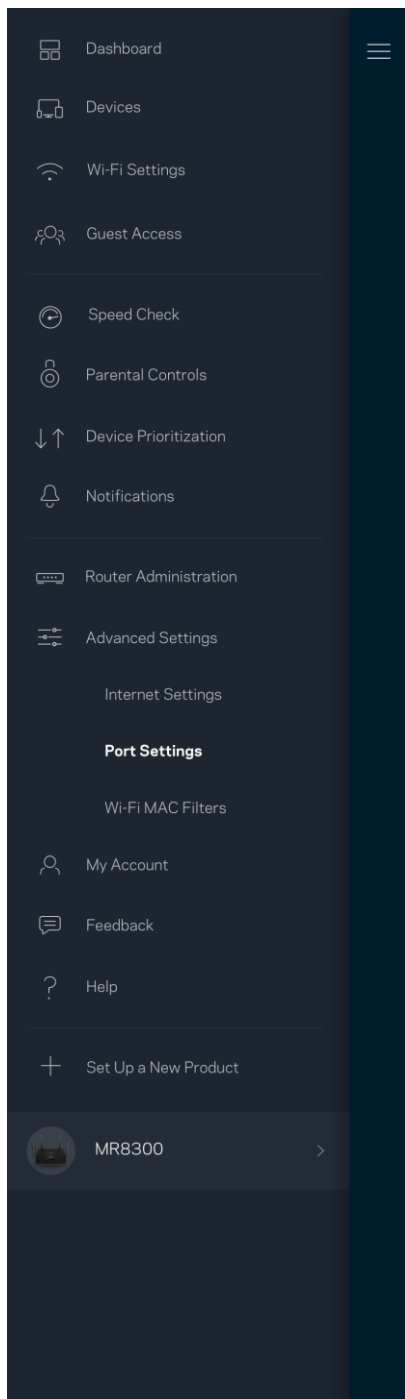 Dashboard
Devices
Wi-Fi Settings
Guest Access
Speed Check
Parental Controls
Device Prioritization
Notifications
Router Administration
Advanced Settings
Internet Settings
Port Settings
Wi-Fi MAC Filters
My Account
Feedback
Help
Set Up a New Product
MR8300